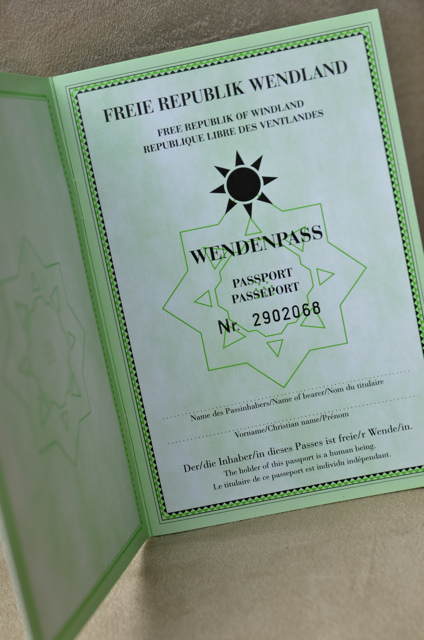 FREIE REPUBLIK WENDLAND
FREE REPUBLIK OF WINDLAND
REPUBLIQUE LIBRE DES VENTLANDES
WENDENPASS
PASSPORT
PASSEPORT
Nr. 2902068
Name des Passinhabers/Name of bearer/Nom du titulaire
Vorname/Christian name/Prénom
Der/die Inhaber/in dieses Passes ist freie/r Wende/in.
The holder of this passport is a human being.
Le titulaire de ce passeport est individu indépendant.